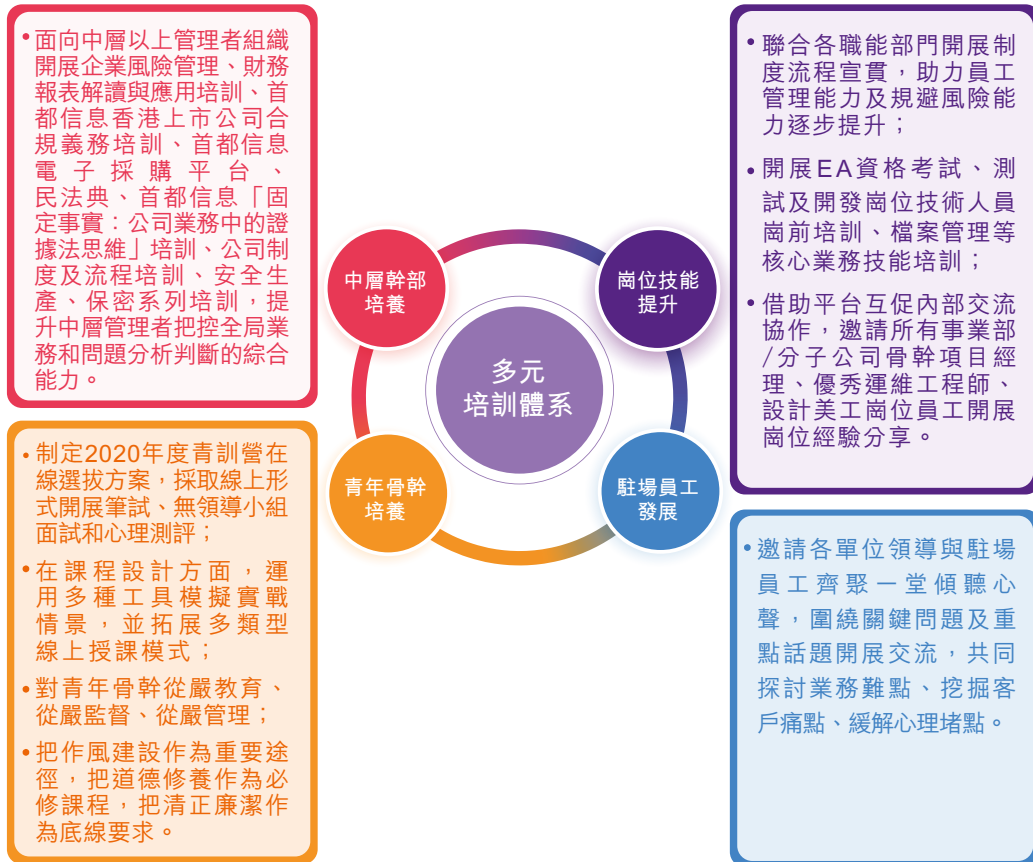 • 面向中層以上管理者組織
開展企業風險管理、財務
報表解讀與應用培訓、首
都信息香港上市公司合
規義務培訓、首都信息
電子採購平台、
民法典、首都信息「固
定事實：公司業務中的證
據法思維」培訓、公司制
度及流程培訓、安全生
產、保密系列培訓，提
升中層管理者把控全局業
務和問題分析判斷的綜合
能力。
• 制定2020年度青訓營在
線選拔方案，採取線上形
式開展筆試、無領導小組
面試和心理測評；
• 在課程設計方面，運
用多種工具模擬實戰
情景，並拓展多類型
線上授課模式；
• 對青年骨幹從嚴教育、
從嚴監督、從嚴管理；
• 把作風建設作為重要途
徑，把道德修養作為必
修課程，把清正廉潔作
為底線要求。
中層幹部
培養
崗位技能
提升
多元
培訓體系
青年骨幹
培養
駐場員工
發展
• 聯合各職能部門開展制
度流程宣貫，助力員工
管理能力及規避風險能
力逐步提升；
• 開展EA資格考試、測
試及開發崗位技術人員
崗前培訓、檔案管理等
核心業務技能培訓；
• 借助平台互促內部交流
協作，邀請所有事業部
/分子公司骨幹項目經
理、優秀運維工程師、
設計美工崗位員工開展
崗位經驗分享。
• 邀請各單位領導與駐場
員工齊聚一堂傾聽心
聲，圍繞關鍵問題及重
點話題開展交流，共同
探討業務難點、挖掘客
戶痛點、緩解心理堵點。